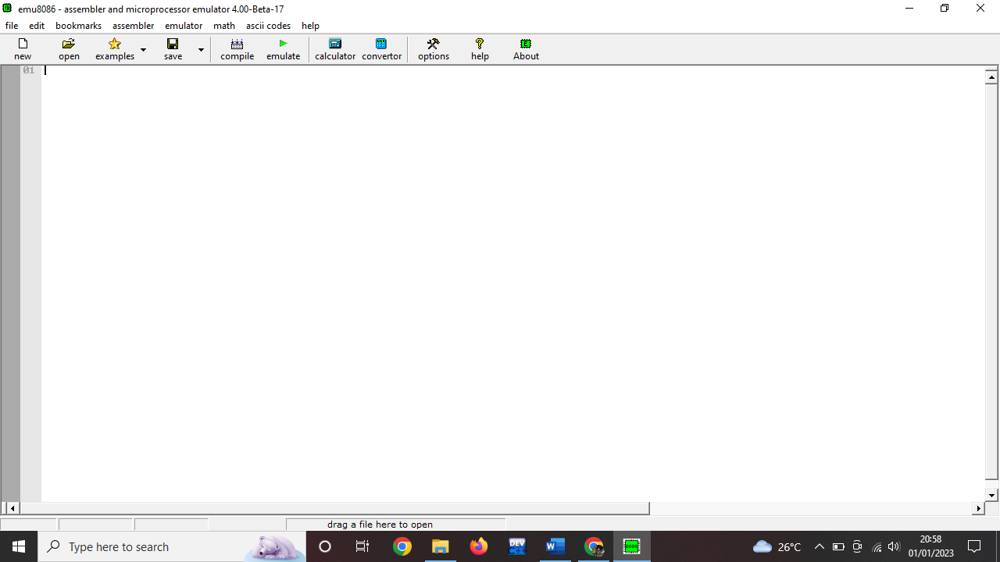 emu8086 - assembler and microprocessor emulator 4.00-Beta-17
file edit bookmarks assembler emulator math ascii codes help
new open examples save compile emulate calculator convertor options help About
01
drag a file here to open
Type here to search
DEV
W
26°C
20:58
01/01/2023